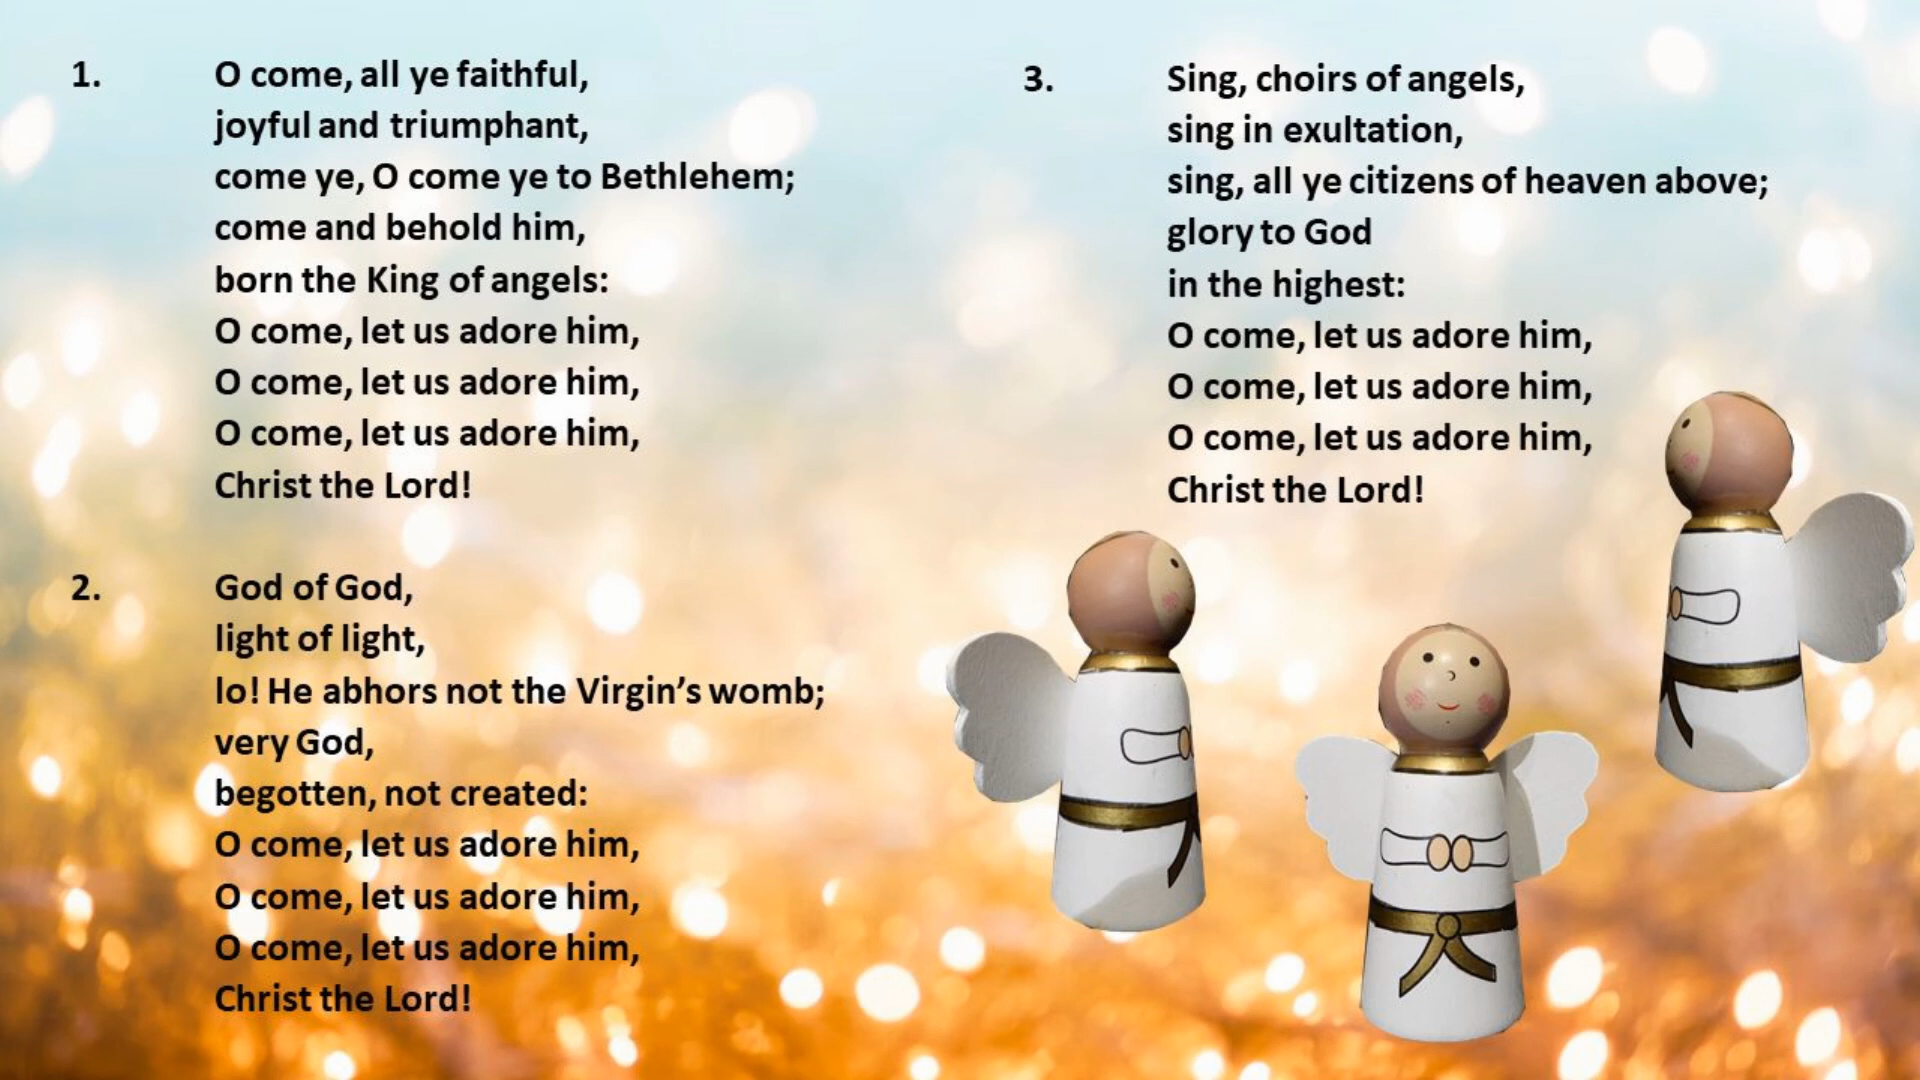 1. O come, all ye faithful,
joyful and triumphant,
come ye, O come ye to Bethlehem;
come and behold him,
born the King of angels:
O come, let us adore him,
O come, let us adore him,
O come, let us adore him,
Christ the Lord!
2. God of God,
light of light,
lo! He abhors not the Virgin’s womb;
very God,
begotten, not created:
O come, let us adore him,
O come, let us adore him,
O come, let us adore him,
Christ the Lord!
3. Sing, choirs of angels,
sing in exultation,
sing, all ye citizens of heaven above;
glory to God
in the highest:
O come, let us adore him,
O come, let us adore him,
O come, let us adore him,
Christ the Lord!